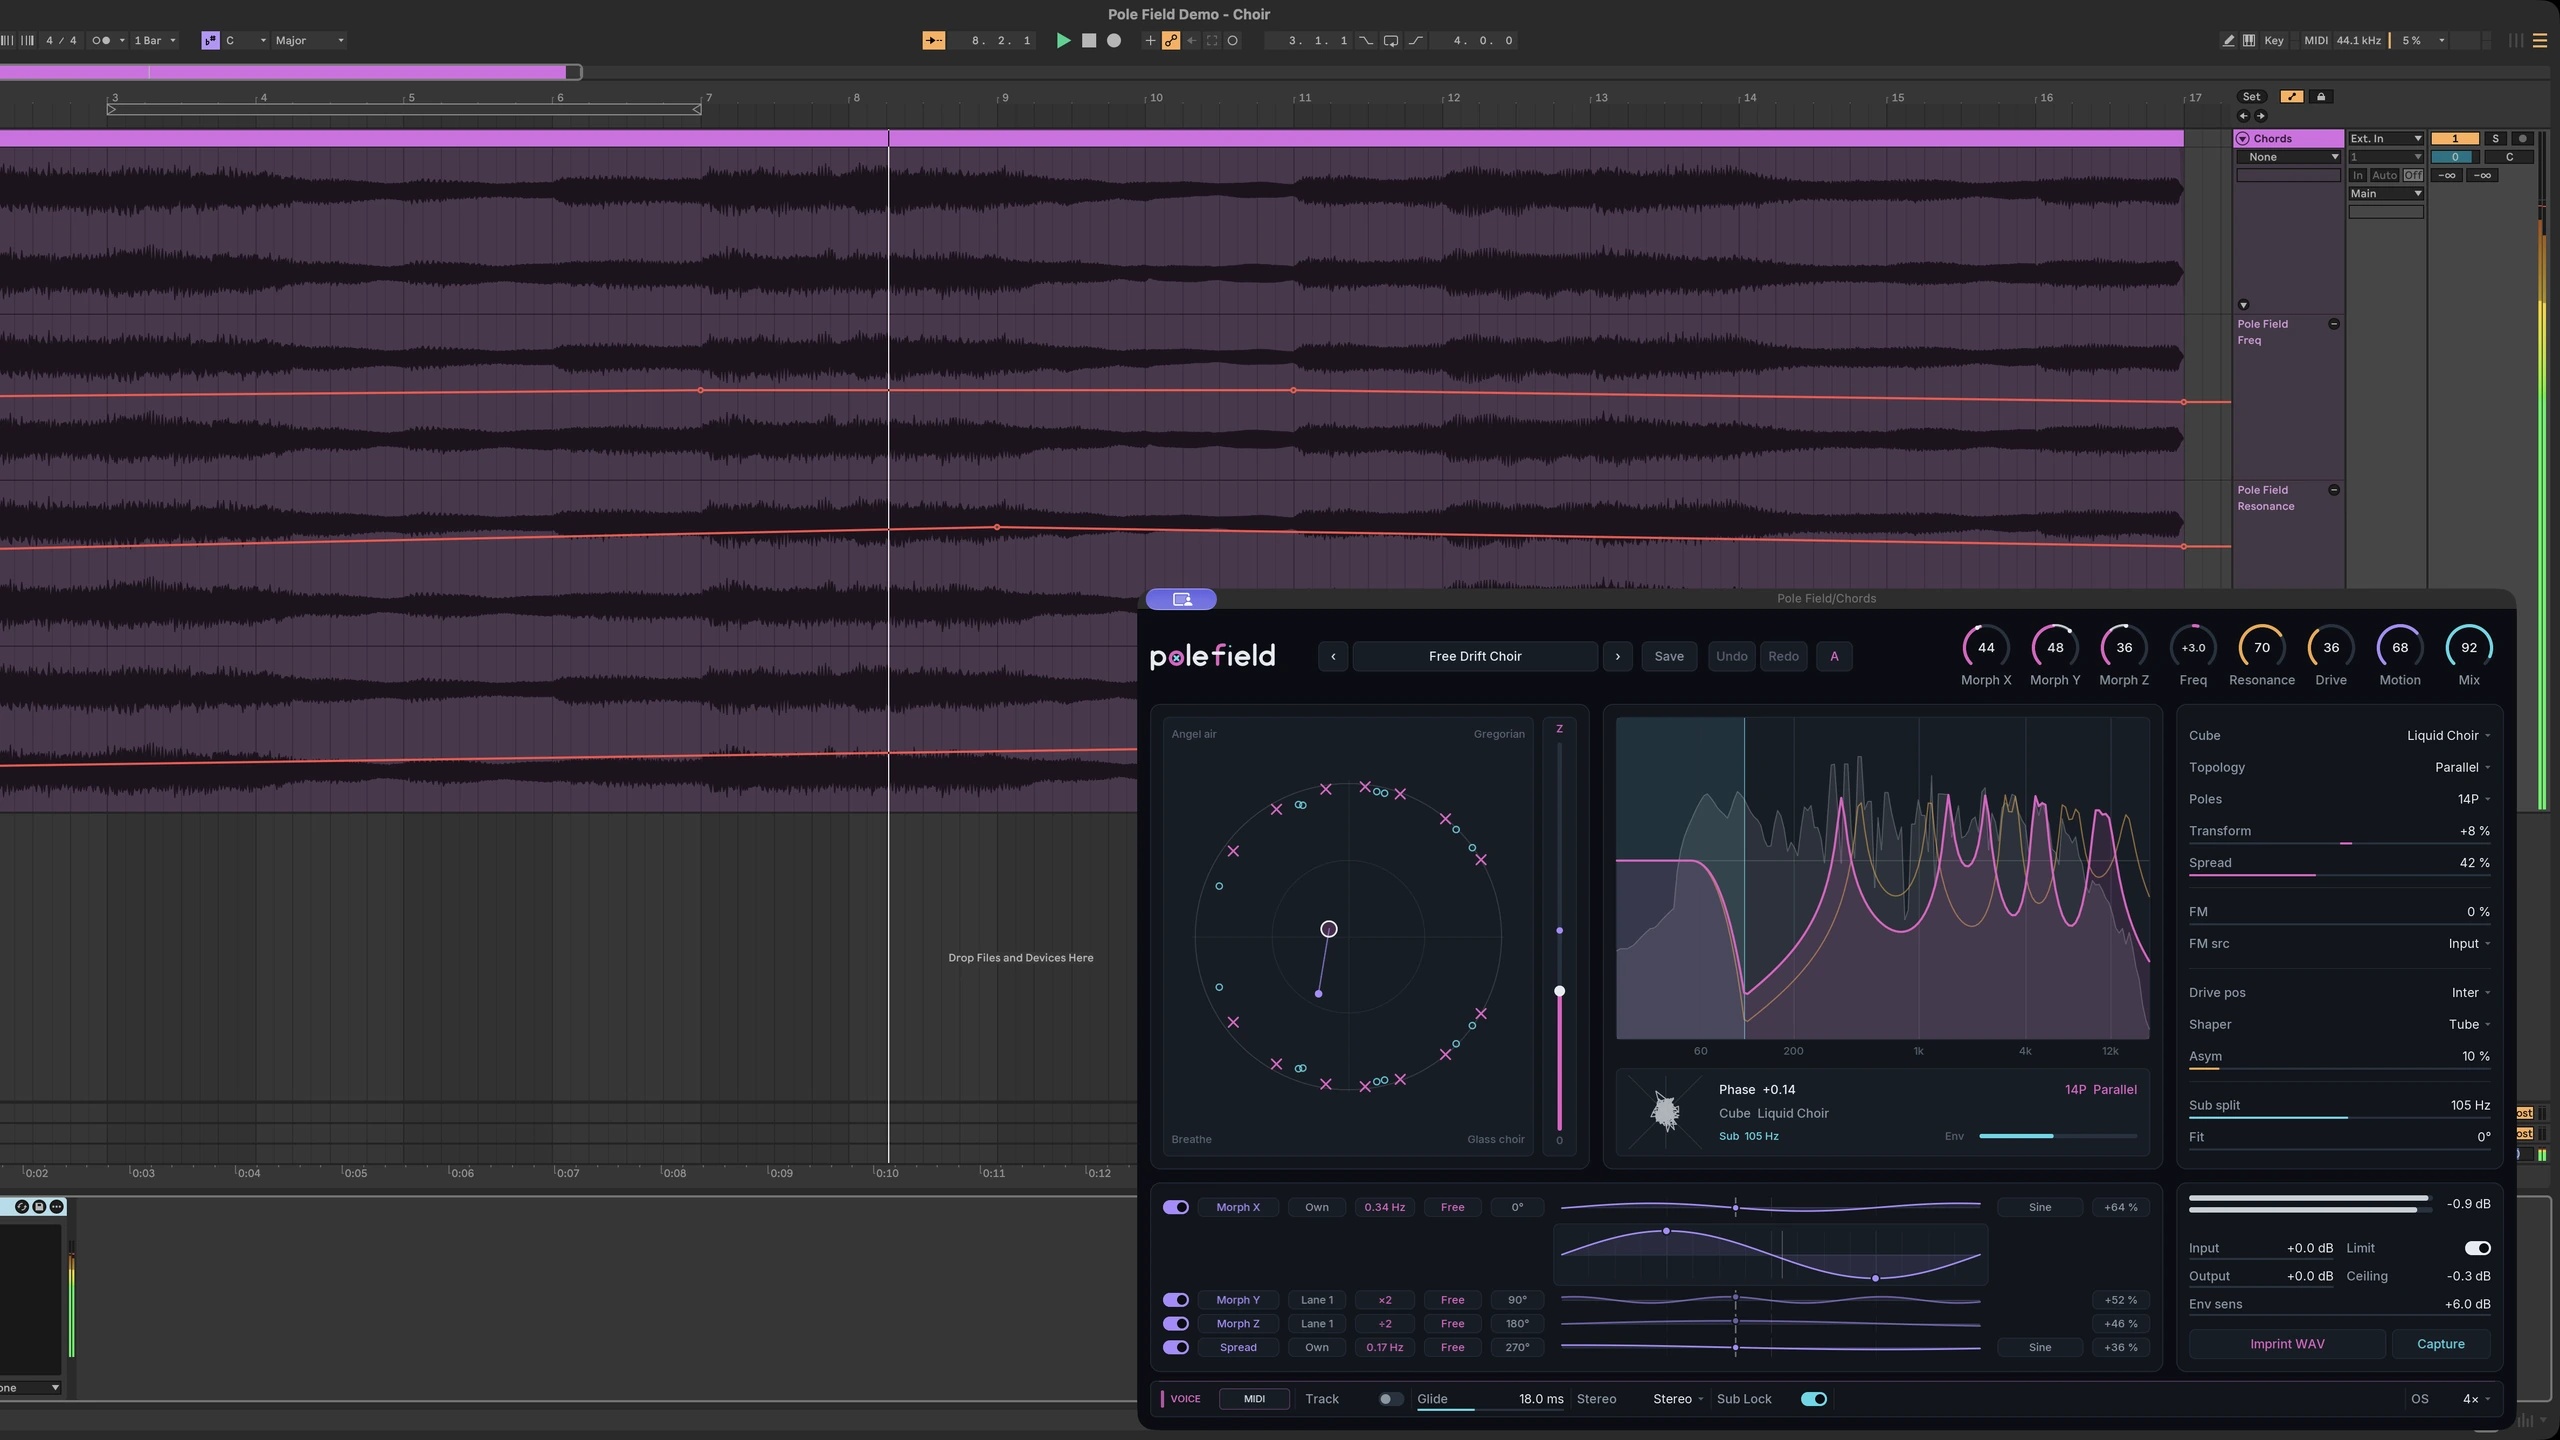 Pole Field Demo - Choir
4 / 4 1 Bar C Major 8. 2. 1 3. 1. 1 4. 0. 0 Key MIDI 44.1 kHz 5 %
3 4 5 6 7 8 9 10 11 12 13 14 15 16 17 Set
Chords Ext. In 1 S
None 1 0 C
In Auto Off -∞ -∞
Main
Pole Field
Freq
Pole Field
Resonance
Drop Files and Devices Here
0:02 0:03 0:04 0:05 0:06 0:07 0:08 0:09 0:10 0:11 0:12
one
Pole Field/Chords
polefield ‹ Free Drift Choir › Save Undo Redo A
44 48 36 +3.0 70 36 68 92
Morph X Morph Y Morph Z Freq Resonance Drive Motion Mix
Angel air Gregorian Z
Breathe Glass choir 0
60 200 1k 4k 12k
Phase +0.14 14P Parallel
Cube Liquid Choir
Sub 105 Hz Env
Cube Liquid Choir
Topology Parallel
Poles 14P
Transform +8 %
Spread 42 %
FM 0 %
FM src Input
Drive pos Inter
Shaper Tube
Asym 10 %
Sub split 105 Hz
Fit 0°
ost
ost
Morph X Own 0.34 Hz Free 0° Sine +64 %
Morph Y Lane 1 ×2 Free 90° +52 %
Morph Z Lane 1 ÷2 Free 180° +46 %
Spread Own 0.17 Hz Free 270° Sine +36 %
-0.9 dB
Input +0.0 dB Limit
Output +0.0 dB Ceiling -0.3 dB
Env sens +6.0 dB
Imprint WAV Capture
VOICE MIDI Track Glide 18.0 ms Stereo Stereo Sub Lock OS 4×